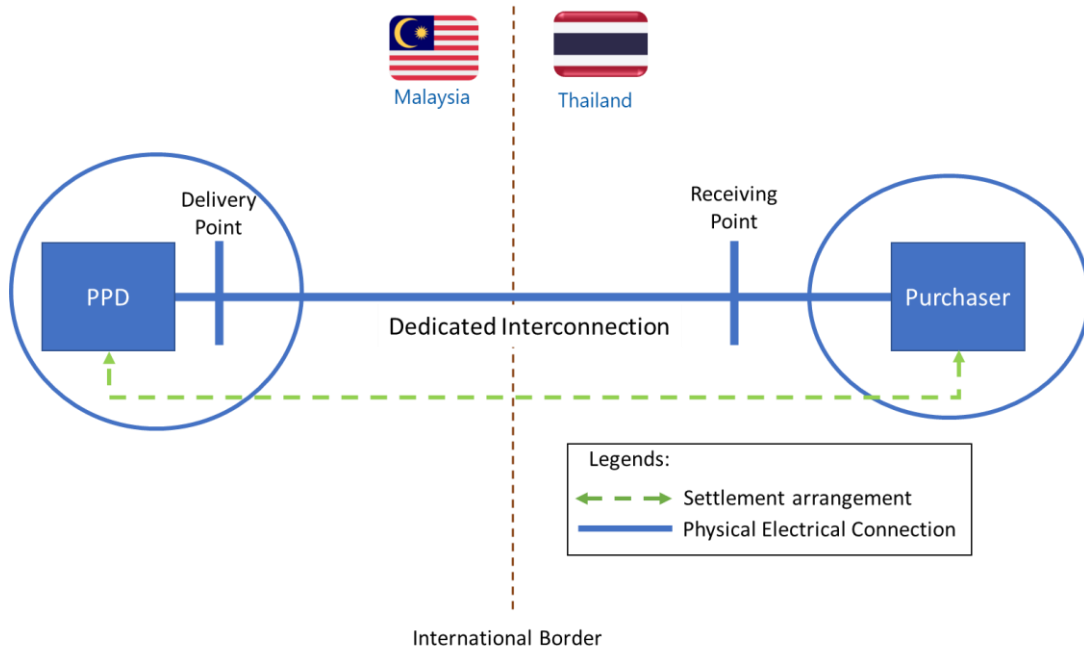 Malaysia
Thailand
Delivery
Point
Receiving
Point
PPD
Purchaser
Dedicated Interconnection
Legends:
Settlement arrangement
Physical Electrical Connection
International Border